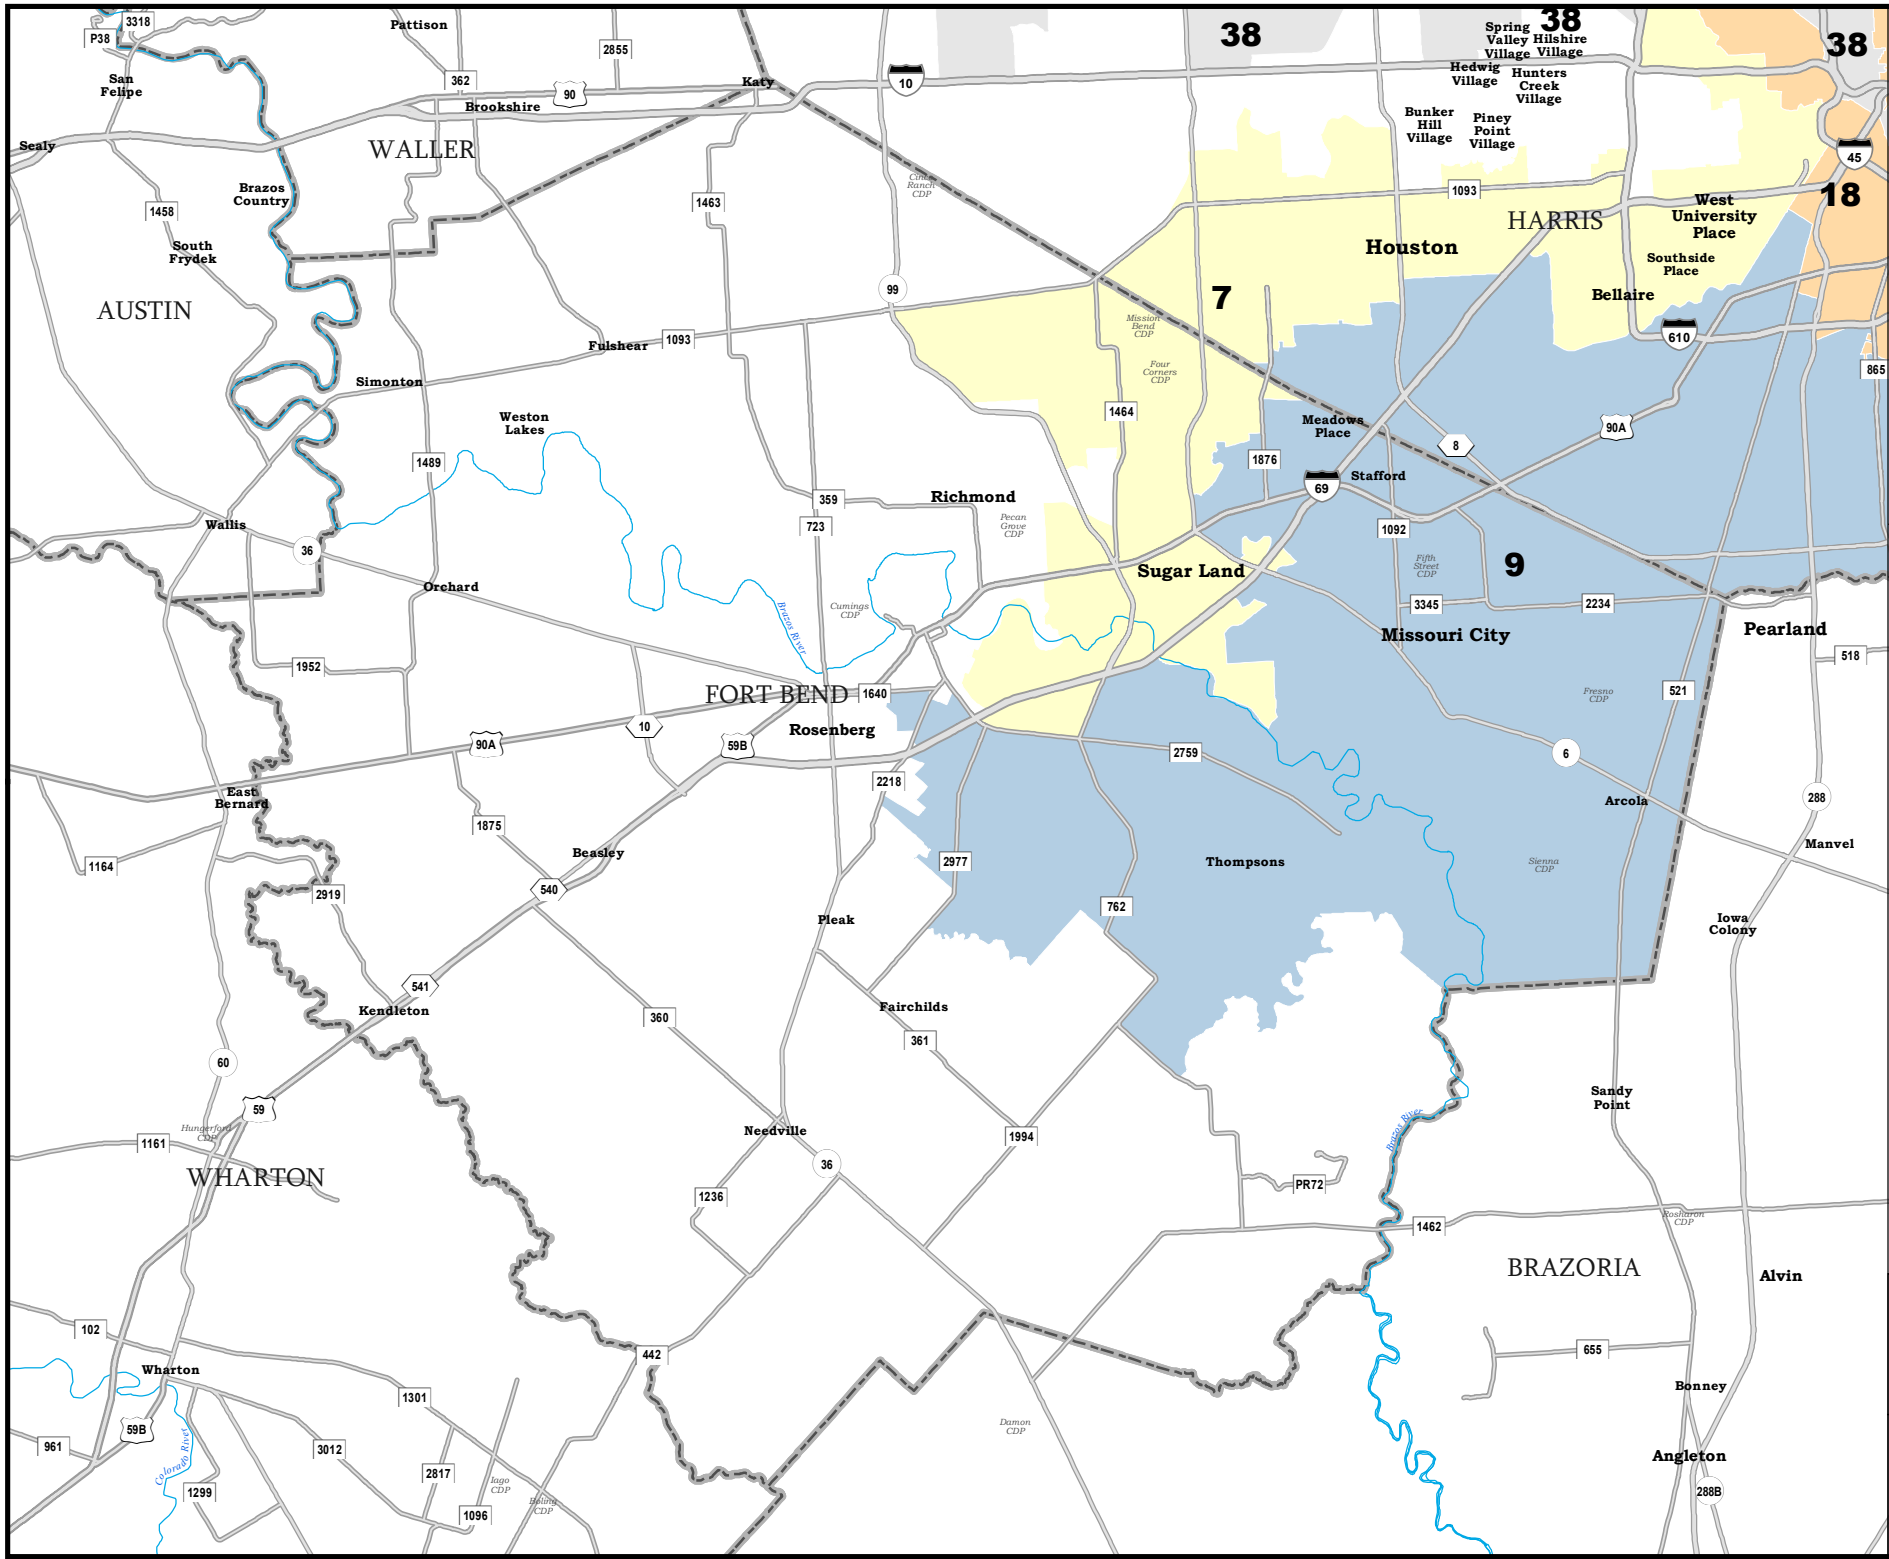 3318
P38
Pattison
2855
38
38
38
Spring
Valley
Village
Hilshire
Village
San
Felipe
362
90
Katy
10
Hedwig
Village
Hunters
Creek
Village
Brookshire
Bunker
Hill
Village
Piney
Point
Village
Sealy
WALLER
45
Brazos
Country
Ranch
CDP
1463
1093
18
1458
West
University
Place
HARRIS
South
Frydek
Houston
Southside
Place
99
7
Bellaire
AUSTIN
Mission
Bend
CDP
610
Fulshear
1093
Four
Corners
CDP
865
Simonton
Weston
Lakes
1464
Meadows
Place
90A
8
1489
1876
Stafford
69
359
Richmond
723
Pecan
Grove
CDP
1092
Wallis
36
Fifth
Street
CDP
9
Sugar Land
Orchard
Cumings
CDP
Brazos River
3345
2234
Missouri City
Pearland
518
1952
FORT BEND
1640
521
Fresno
CDP
10
Rosenberg
90A
59B
2759
6
2218
East
Bernard
Arcola
288
1875
Manvel
Beasley
1164
2977
Thompsons
Sienna
CDP
2919
540
762
Pleak
Iowa
Colony
541
Kendleton
Fairchilds
360
361
60
59
Sandy
Point
Hungerford
CDP
1161
Needville
1994
Brazos River
WHARTON
36
1236
PR72
1462
Rosharon
CDP
BRAZORIA
Alvin
102
442
655
Wharton
1301
Bonney
59B
961
Colorado River
3012
Damon
CDP
Angleton
2817
Iago
CDP
1299
288B
1096
Boling
CDP